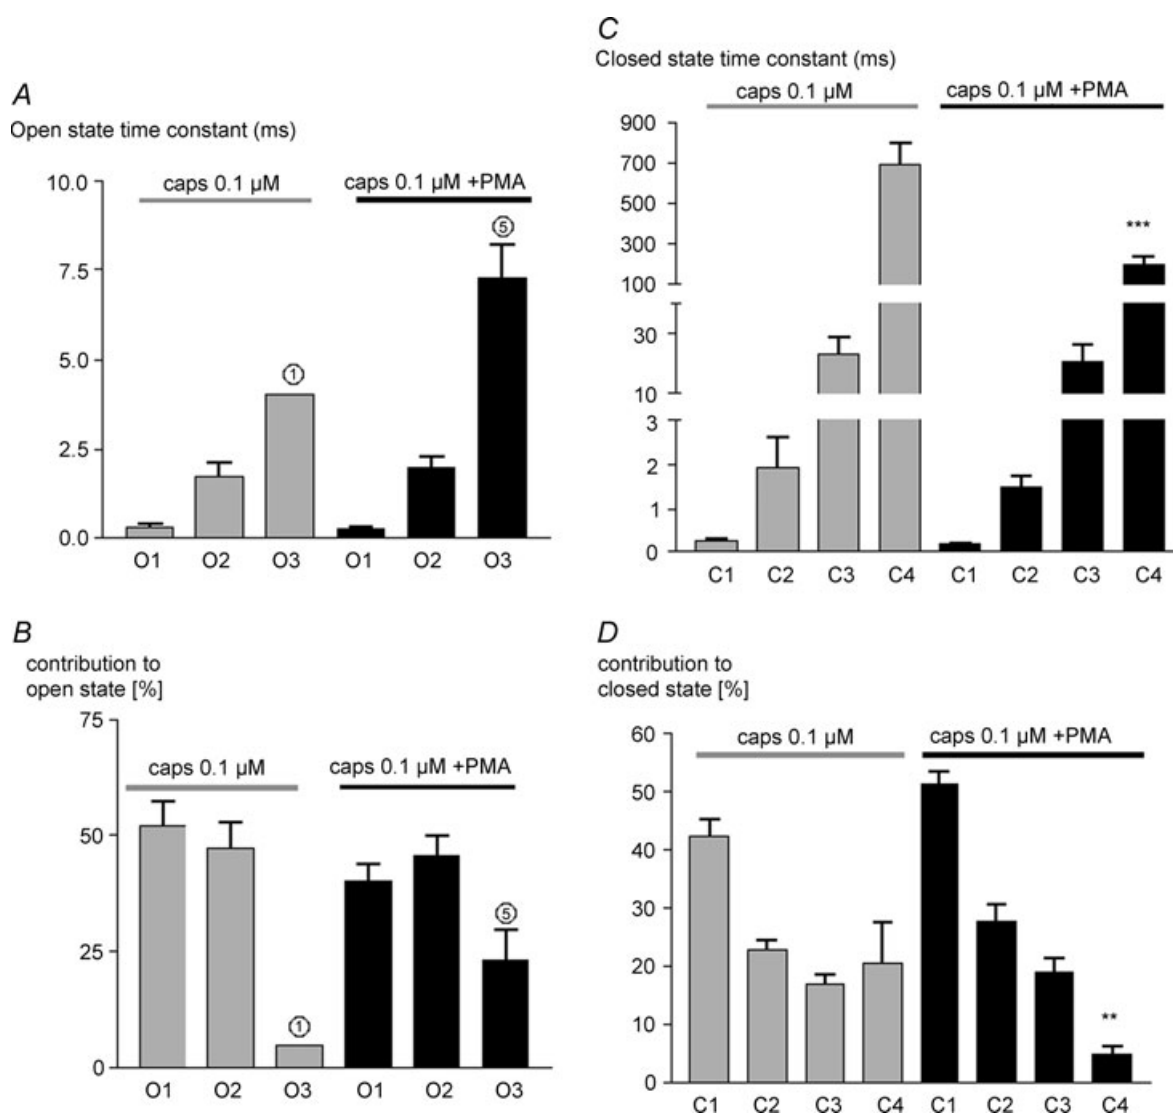 A
Open state time constant (ms)
caps 0.1 µM
caps 0.1 µM +PMA
10.0
7.5
5.0
2.5
0.0
1
5
O1 O2 O3 O1 O2 O3
B
contribution to
open state [%]
caps 0.1 µM
caps 0.1 µM +PMA
75
50
25
0
1
5
O1 O2 O3 O1 O2 O3
C
Closed state time constant (ms)
caps 0.1 µM
caps 0.1 µM +PMA
900
700
500
300
100
30
10
3
2
1
0
***
C1 C2 C3 C4 C1 C2 C3 C4
D
contribution to
closed state [%]
caps 0.1 µM
caps 0.1 µM +PMA
60
50
40
30
20
10
0
**
C1 C2 C3 C4 C1 C2 C3 C4